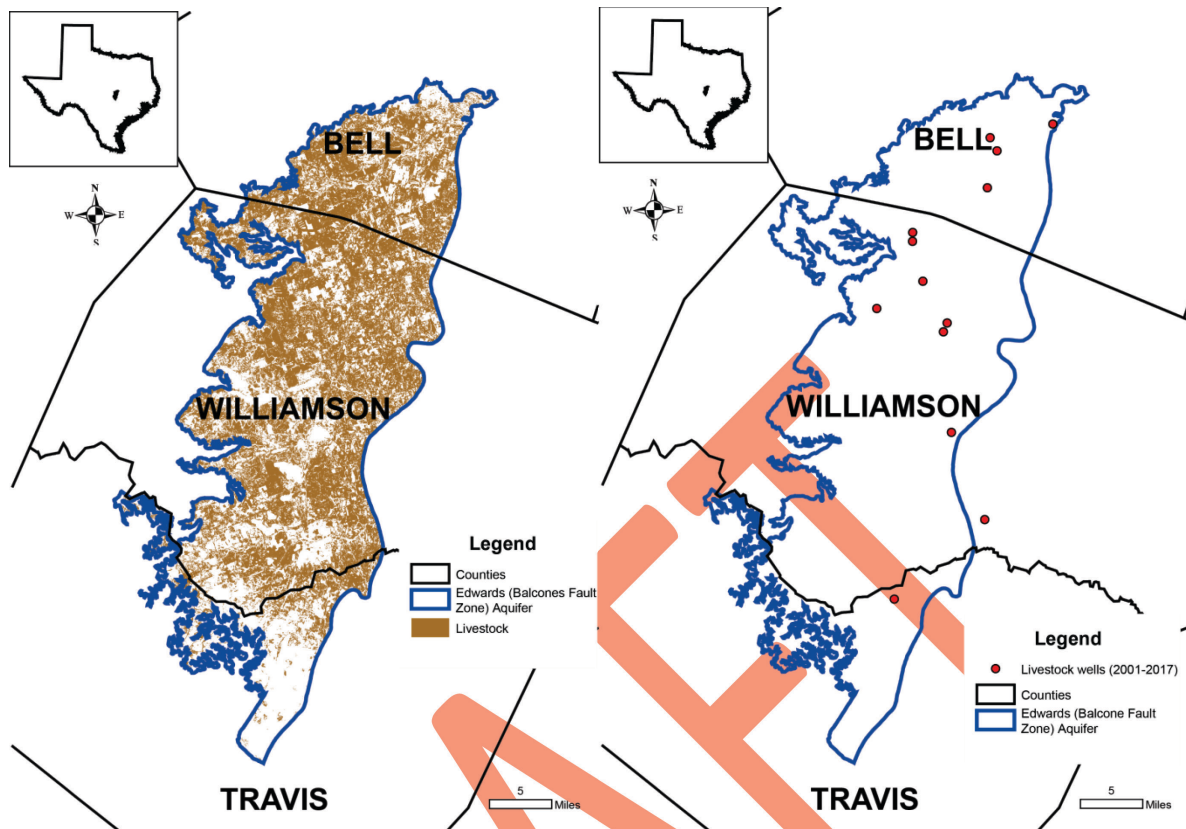 BELL
N
W E
S
WILLIAMSON
Legend
Counties
Edwards (Balcones Fault
Zone) Aquifer
Livestock
TRAVIS
5
Miles
BELL
N
W E
S
WILLIAMSON
Legend
Livestock wells (2001-2017)
Counties
Edwards (Balcone Fault
Zone) Aquifer
TRAVIS
5
Miles